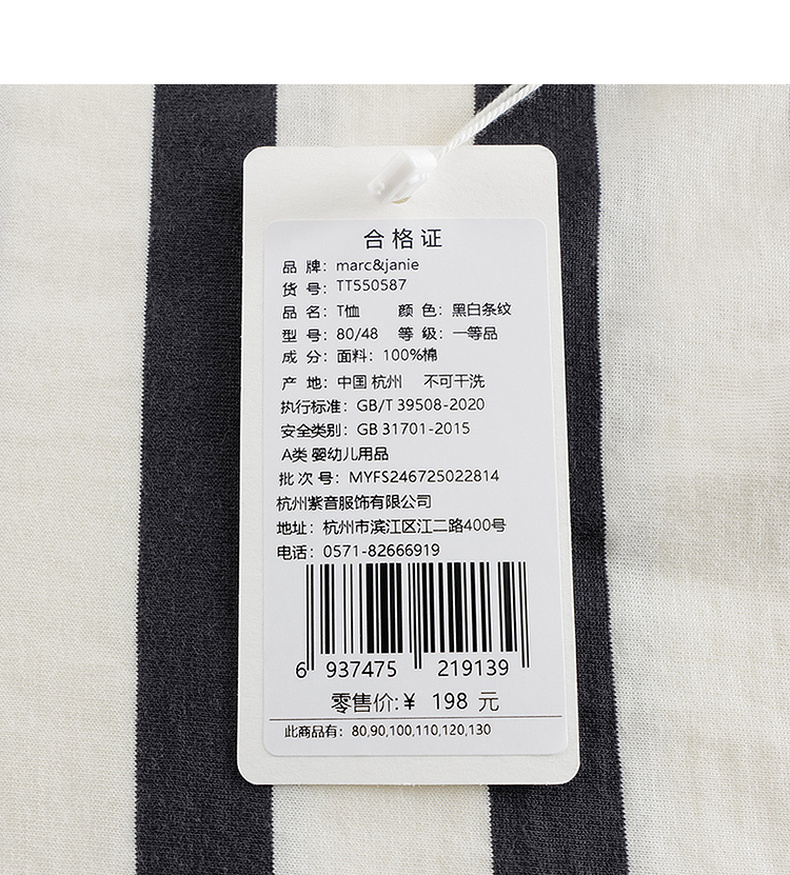 合格证
品 牌：marc&janie
货 号：TT550587
品 名：T恤 颜 色：黑白条纹
型 号：80/48 等 级：一等品
成 分：面料：100%棉
产 地：中国 杭州 不可干洗
执行标准：GB/T 39508-2020
安全类别：GB 31701-2015
A类 婴幼儿用品
批 次 号：MYFS246725022814
杭州紫音服饰有限公司
地址：杭州市滨江区江二路400号
电话：0571-82666919
6 937475 219139
零售价:¥ 198 元
此商品有：80,90,100,110,120,130